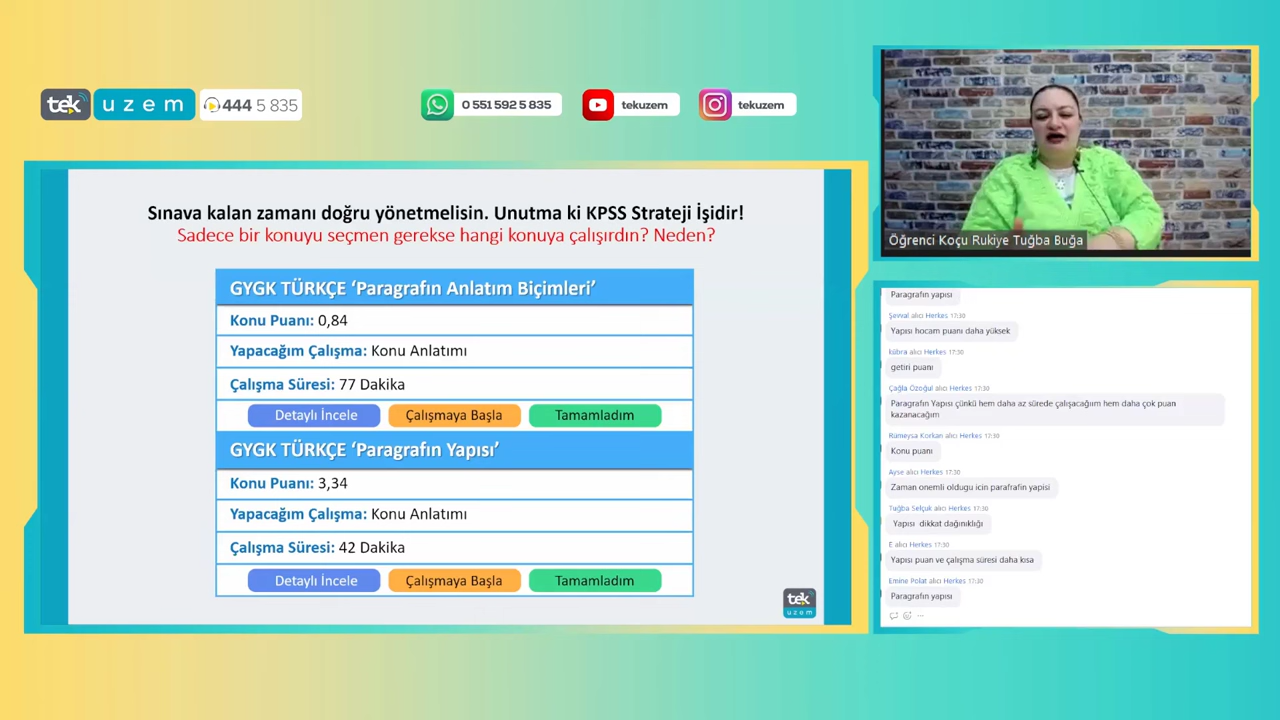 tek uzem 444 5 835
0 551 592 5 835
tekuzem
tekuzem
Sınava kalan zamanı doğru yönetmelisin. Unutma ki KPSS Strateji İşidir!
Sadece bir konuyu seçmen gerekse hangi konuya çalışırdın? Neden?
GYGK TÜRKÇE ‘Paragrafın Anlatım Biçimleri’
Konu Puanı: 0,84
Yapacağım Çalışma: Konu Anlatımı
Çalışma Süresi: 77 Dakika
Detaylı İncele Çalışmaya Başla Tamamladım
GYGK TÜRKÇE ‘Paragrafın Yapısı’
Konu Puanı: 3,34
Yapacağım Çalışma: Konu Anlatımı
Çalışma Süresi: 42 Dakika
Detaylı İncele Çalışmaya Başla Tamamladım
tek
uzem
Öğrenci Koçu Rukiye Tuğba Buğa
Paragrafın yapısı
Şevval alıcı Herkes 17:30
Yapısı hocam puanı daha yüksek
kübra alıcı Herkes 17:30
getiri puanı
Çağla Özoğul alıcı Herkes 17:30
Paragrafın Yapısı çünkü hem daha az sürede çalışacağıım hem daha çok puan
kazanacağım
Rümeysa Korkan alıcı Herkes 17:30
Konu puanı
Ayse alıcı Herkes 17:30
Zaman onemli oldugu icin parafrafin yapisi
Tuğba Selçuk alıcı Herkes 17:30
Yapısı dikkat dağınıklığı
E alıcı Herkes 17:30
Yapısı puan ve çalışma süresi daha kısa
Emine Polat alıcı Herkes 17:30
Paragrafın yapısı